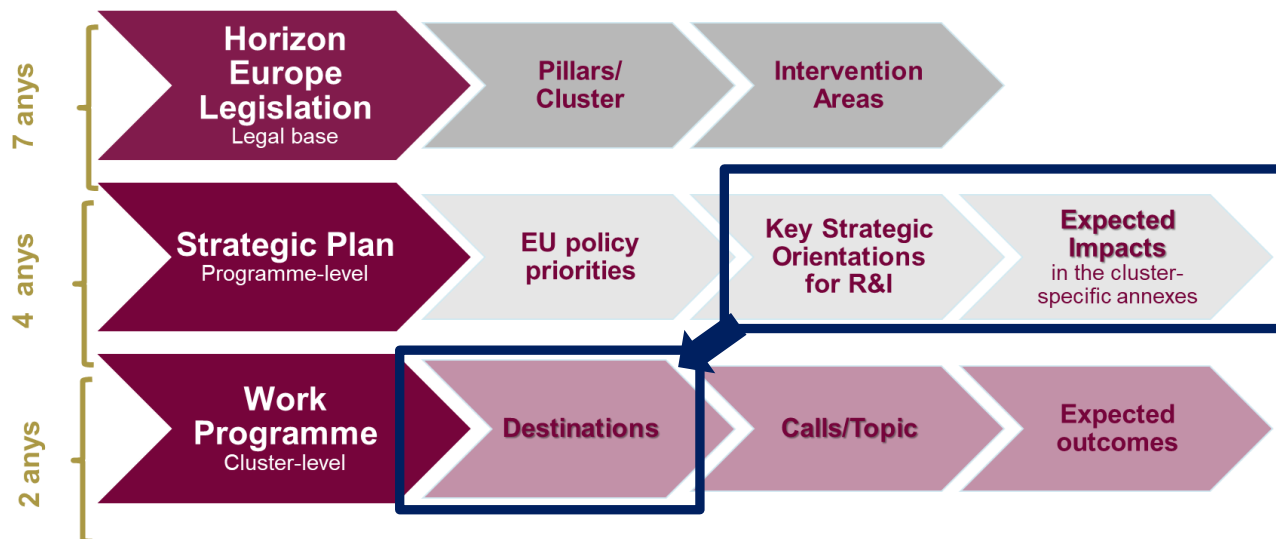 7 anys
Horizon
Europe
Legislation
Legal base
Pillars/
Cluster
Intervention
Areas
4 anys
Strategic Plan
Programme-level
EU policy
priorities
Key Strategic
Orientations
for R&I
Expected
Impacts
in the cluster-
specific annexes
2 anys
Work
Programme
Cluster-level
Destinations
Calls/Topic
Expected
outcomes